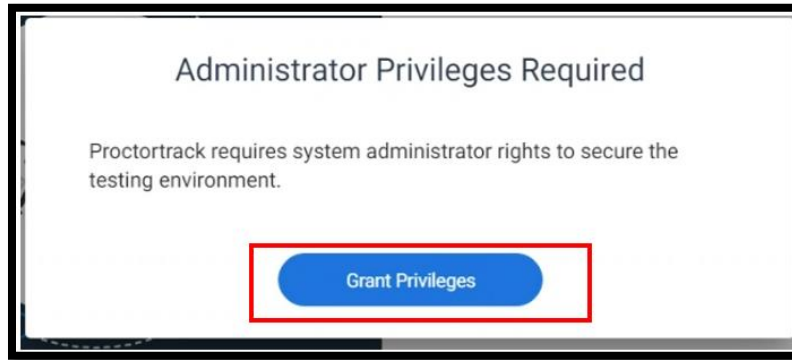 Administrator Privileges Required
Proctortrack requires system administrator rights to secure the
testing environment.
Grant Privileges